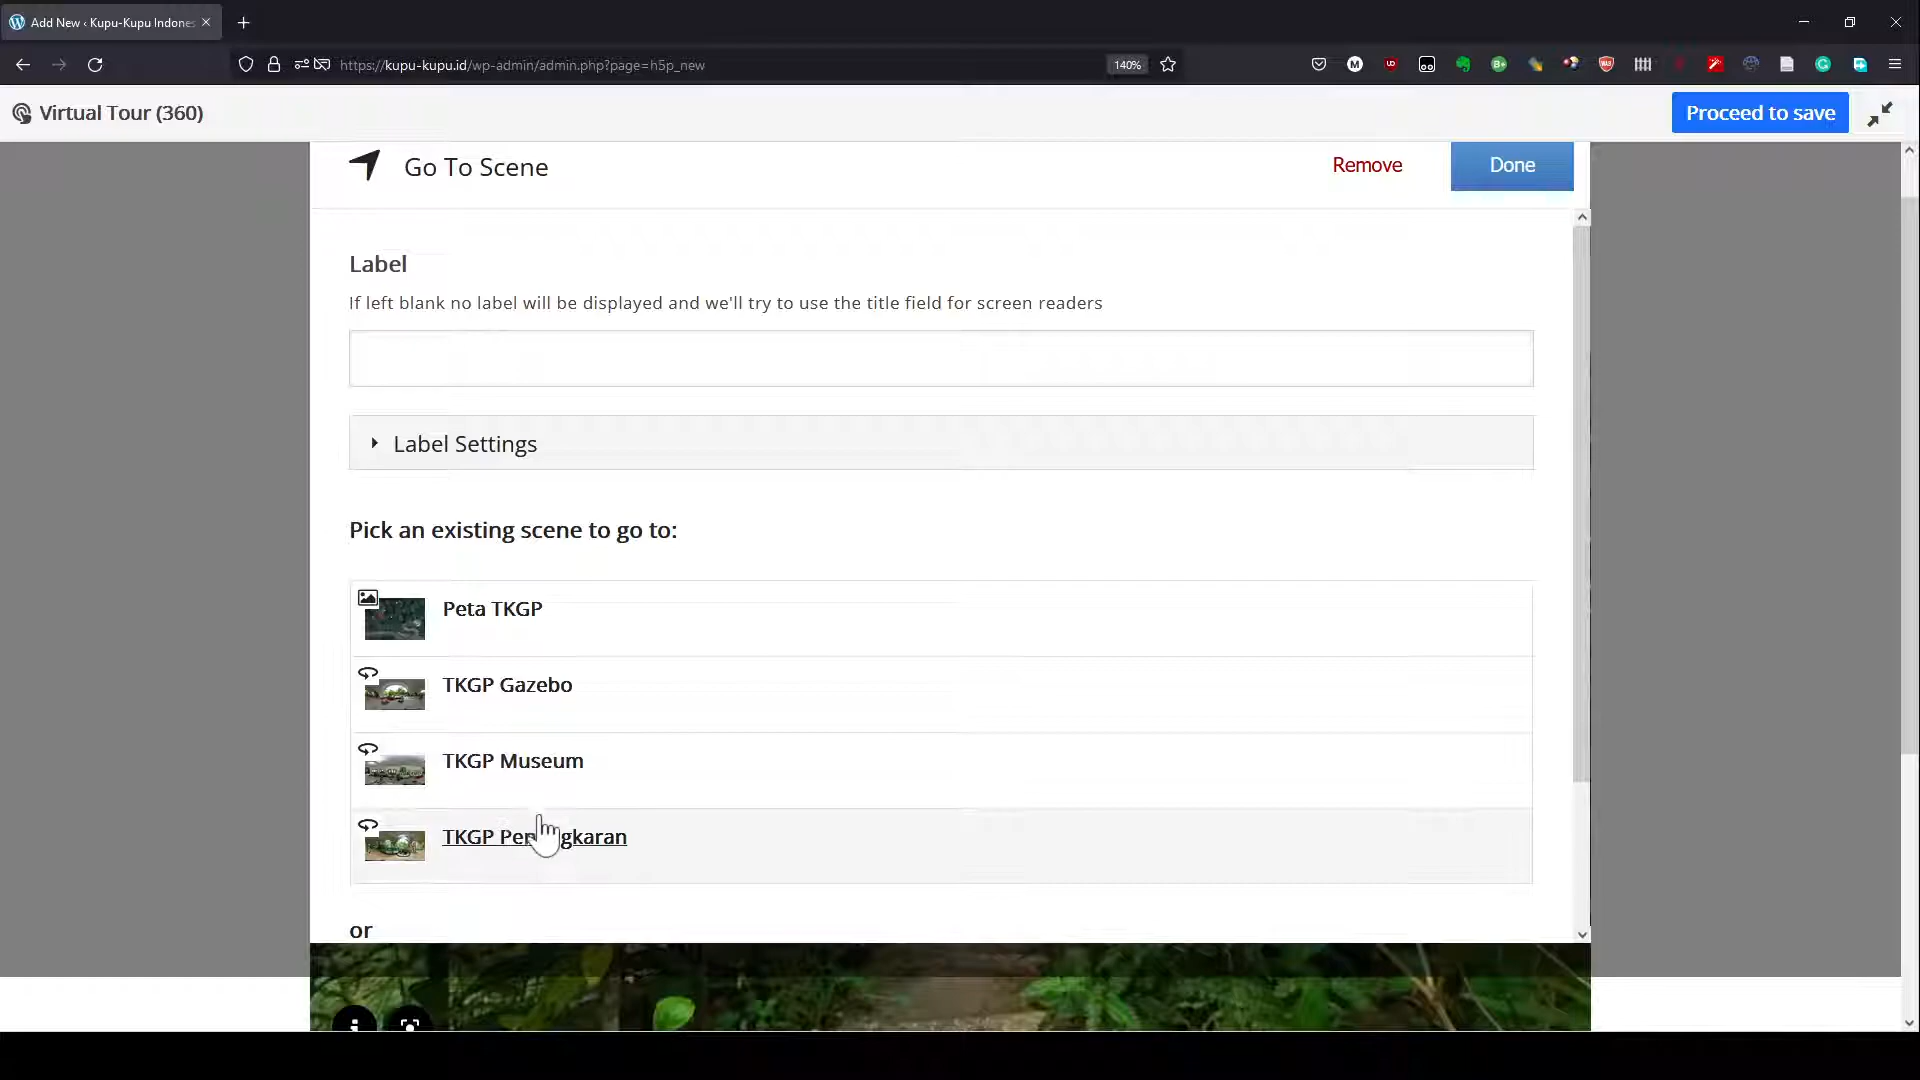 Add New ‹ Kupu-Kupu Indones
https://kupu-kupu.id/wp-admin/admin.php?page=h5p_new
140%
Virtual Tour (360)
Proceed to save
Go To Scene
Remove
Done
Label
If left blank no label will be displayed and we'll try to use the title field for screen readers
Label Settings
Pick an existing scene to go to:
Peta TKGP
TKGP Gazebo
TKGP Museum
TKGP
or